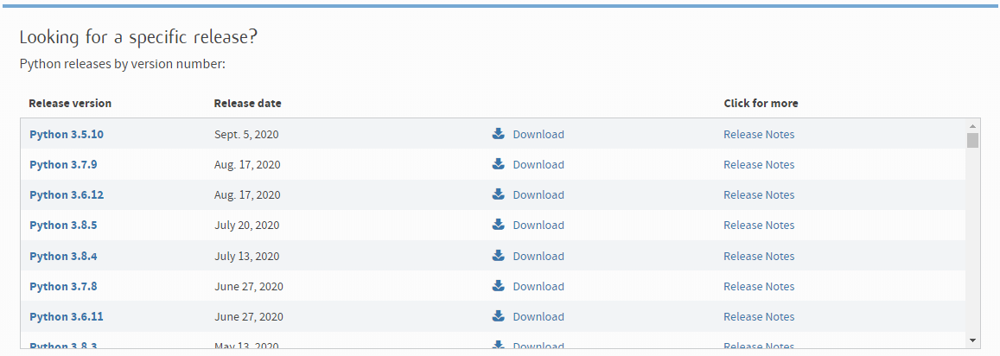 Looking for a specific release?
Python releases by version number:
Release version Release date Click for more
Python 3.5.10 Sept. 5, 2020 Download Release Notes
Python 3.7.9 Aug. 17, 2020 Download Release Notes
Python 3.6.12 Aug. 17, 2020 Download Release Notes
Python 3.8.5 July 20, 2020 Download Release Notes
Python 3.8.4 July 13, 2020 Download Release Notes
Python 3.7.8 June 27, 2020 Download Release Notes
Python 3.6.11 June 27, 2020 Download Release Notes
Python 3.8.3 May 13, 2020 Download Release Notes